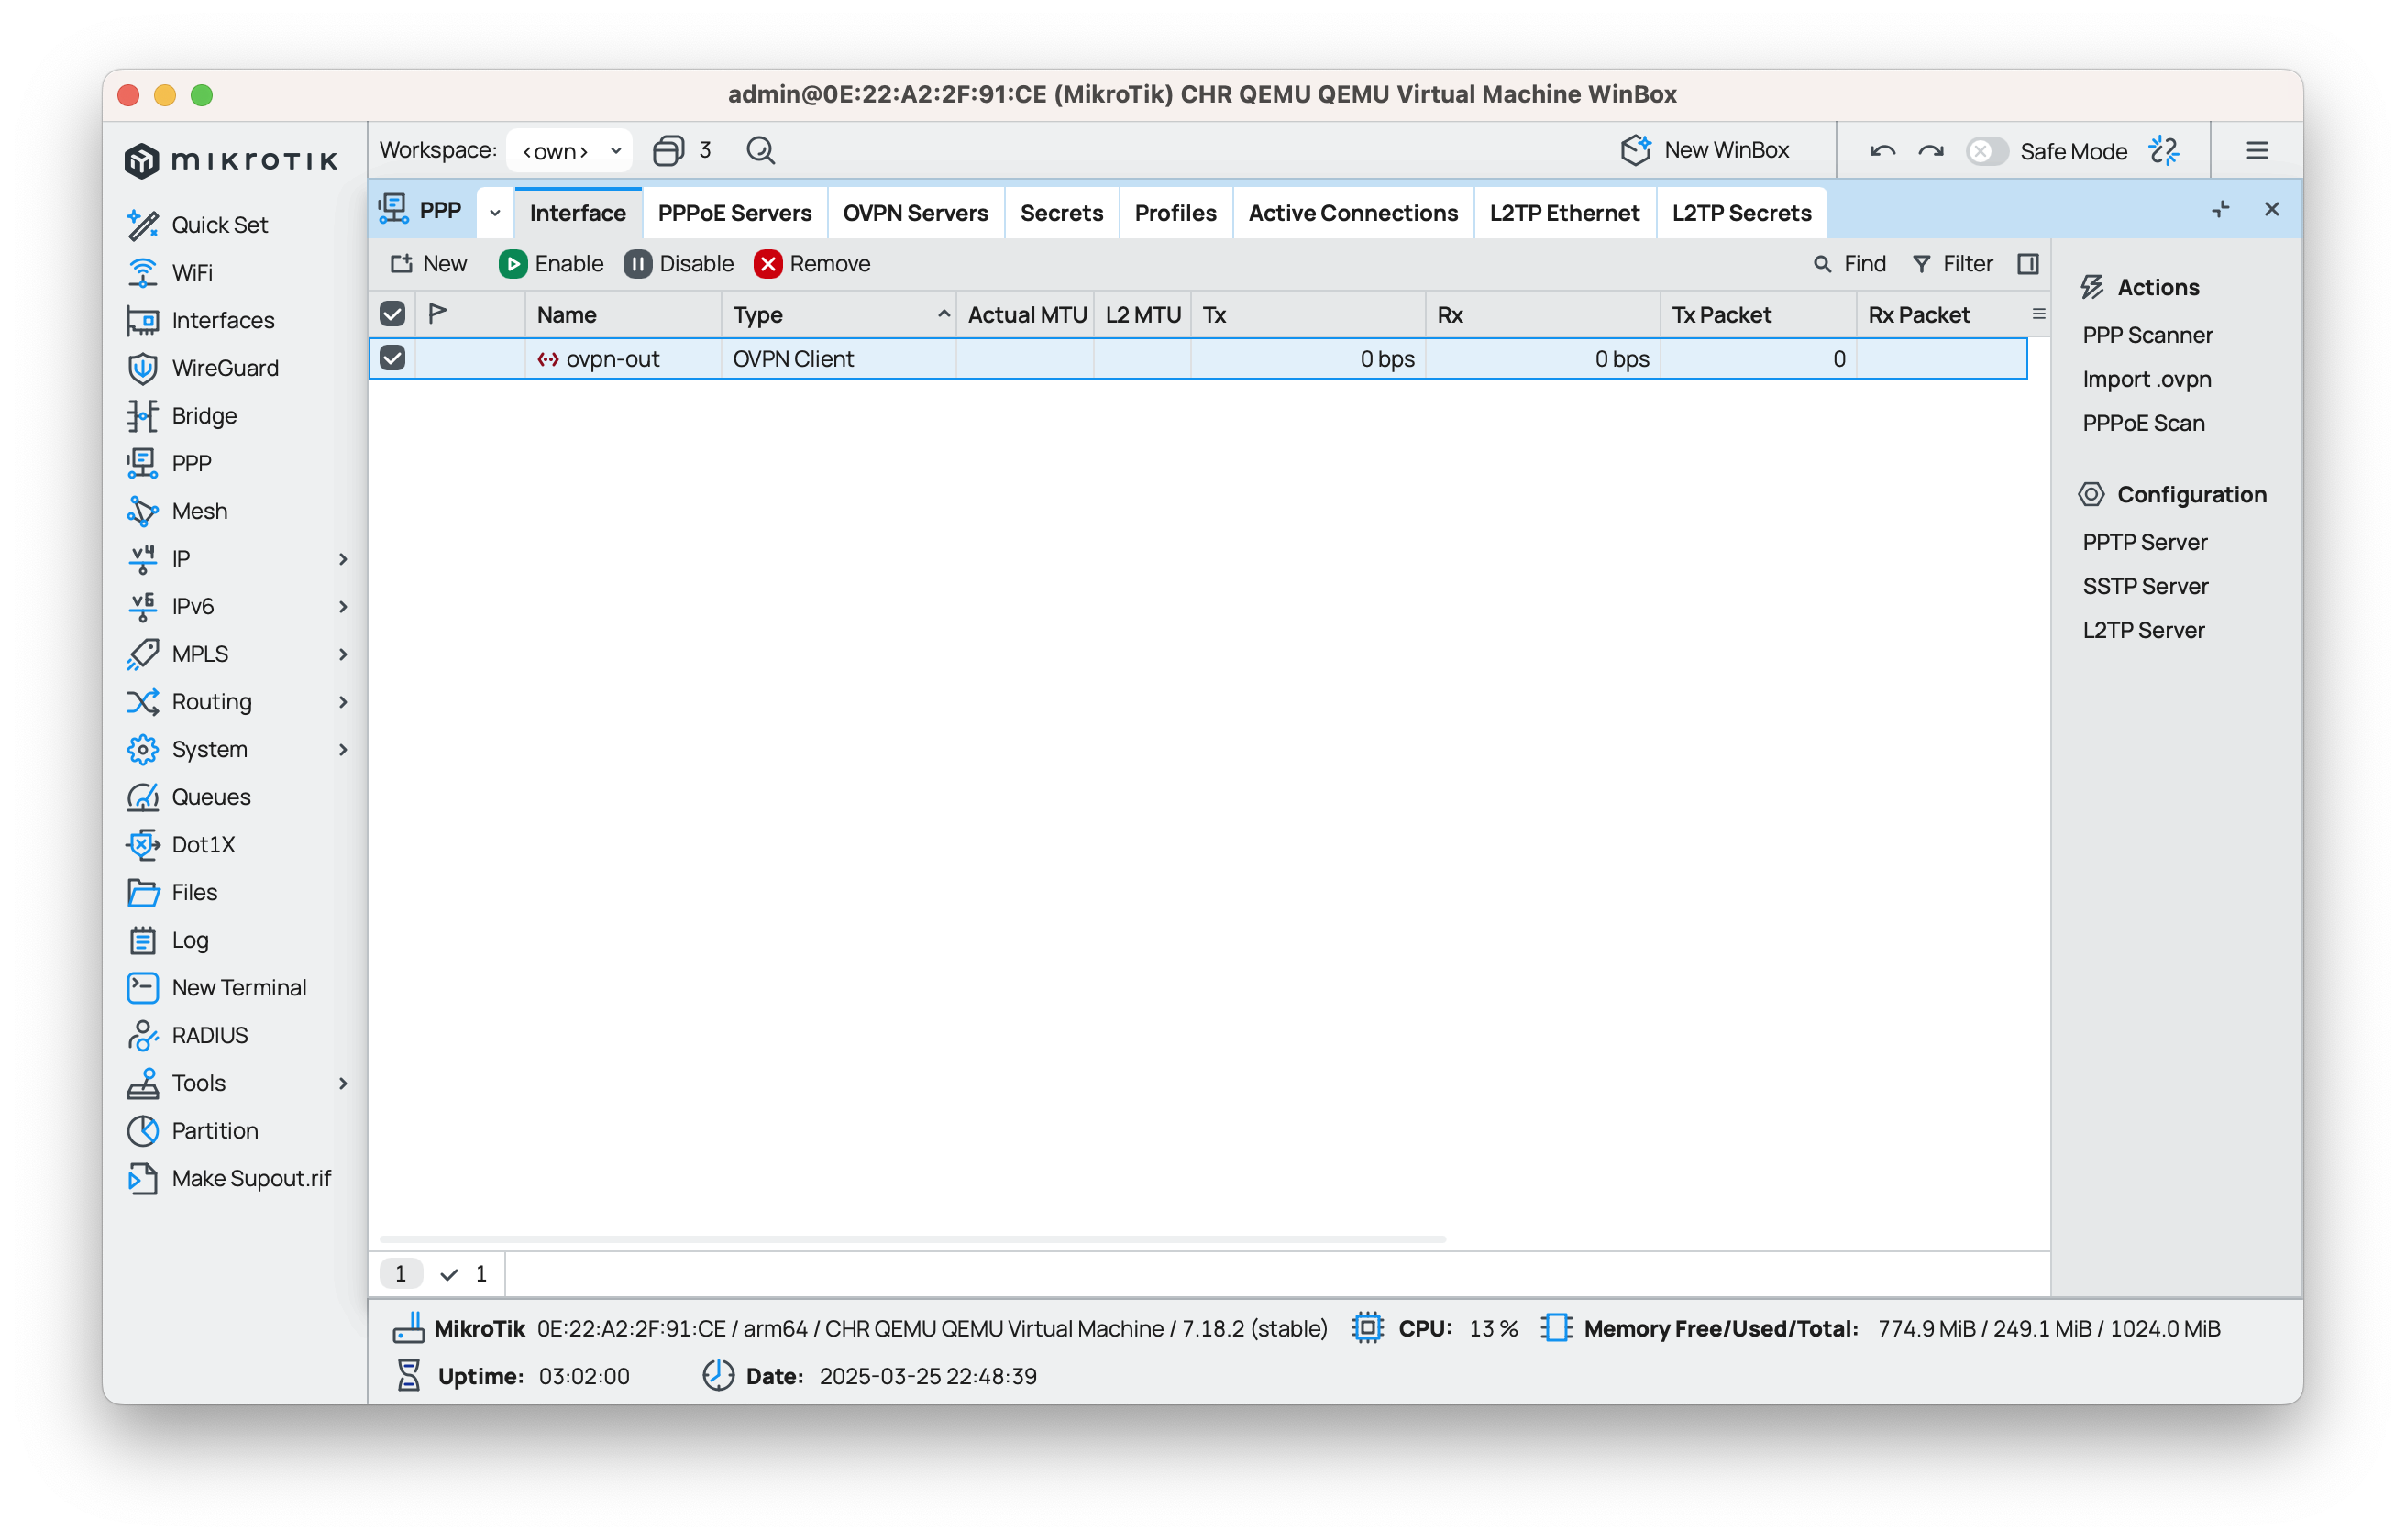 admin@0E:22:A2:2F:91:CE (MikroTik) CHR QEMU QEMU Virtual Machine WinBox
mikrotik
Workspace: <own> 3 New WinBox Safe Mode
PPP Interface PPPoE Servers OVPN Servers Secrets Profiles Active Connections L2TP Ethernet L2TP Secrets
New Enable Disable Remove Find Filter
Name Type Actual MTU L2 MTU Tx Rx Tx Packet Rx Packet
ovpn-out OVPN Client 0 bps 0 bps 0
Quick Set
WiFi
Interfaces
WireGuard
Bridge
PPP
Mesh
v4 IP
v6 IPv6
MPLS
Routing
System
Queues
Dot1X
Files
Log
New Terminal
RADIUS
Tools
Partition
Make Supout.rif
Actions
PPP Scanner
Import .ovpn
PPPoE Scan
Configuration
PPTP Server
SSTP Server
L2TP Server
1 1
MikroTik 0E:22:A2:2F:91:CE / arm64 / CHR QEMU QEMU Virtual Machine / 7.18.2 (stable) CPU: 13 % Memory Free/Used/Total: 774.9 MiB / 249.1 MiB / 1024.0 MiB
Uptime: 03:02:00 Date: 2025-03-25 22:48:39